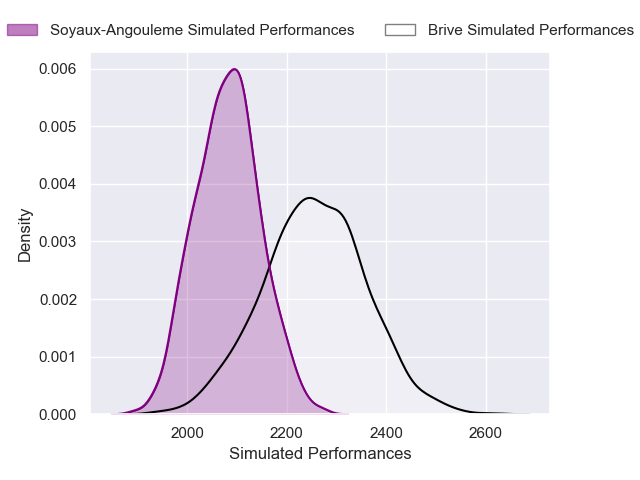 Soyaux-Angouleme Simulated Performances
Brive Simulated Performances
0.006
0.005
0.004
0.003
0.002
0.001
0.000
Density
2000
2200
2400
2600
Simulated Performances